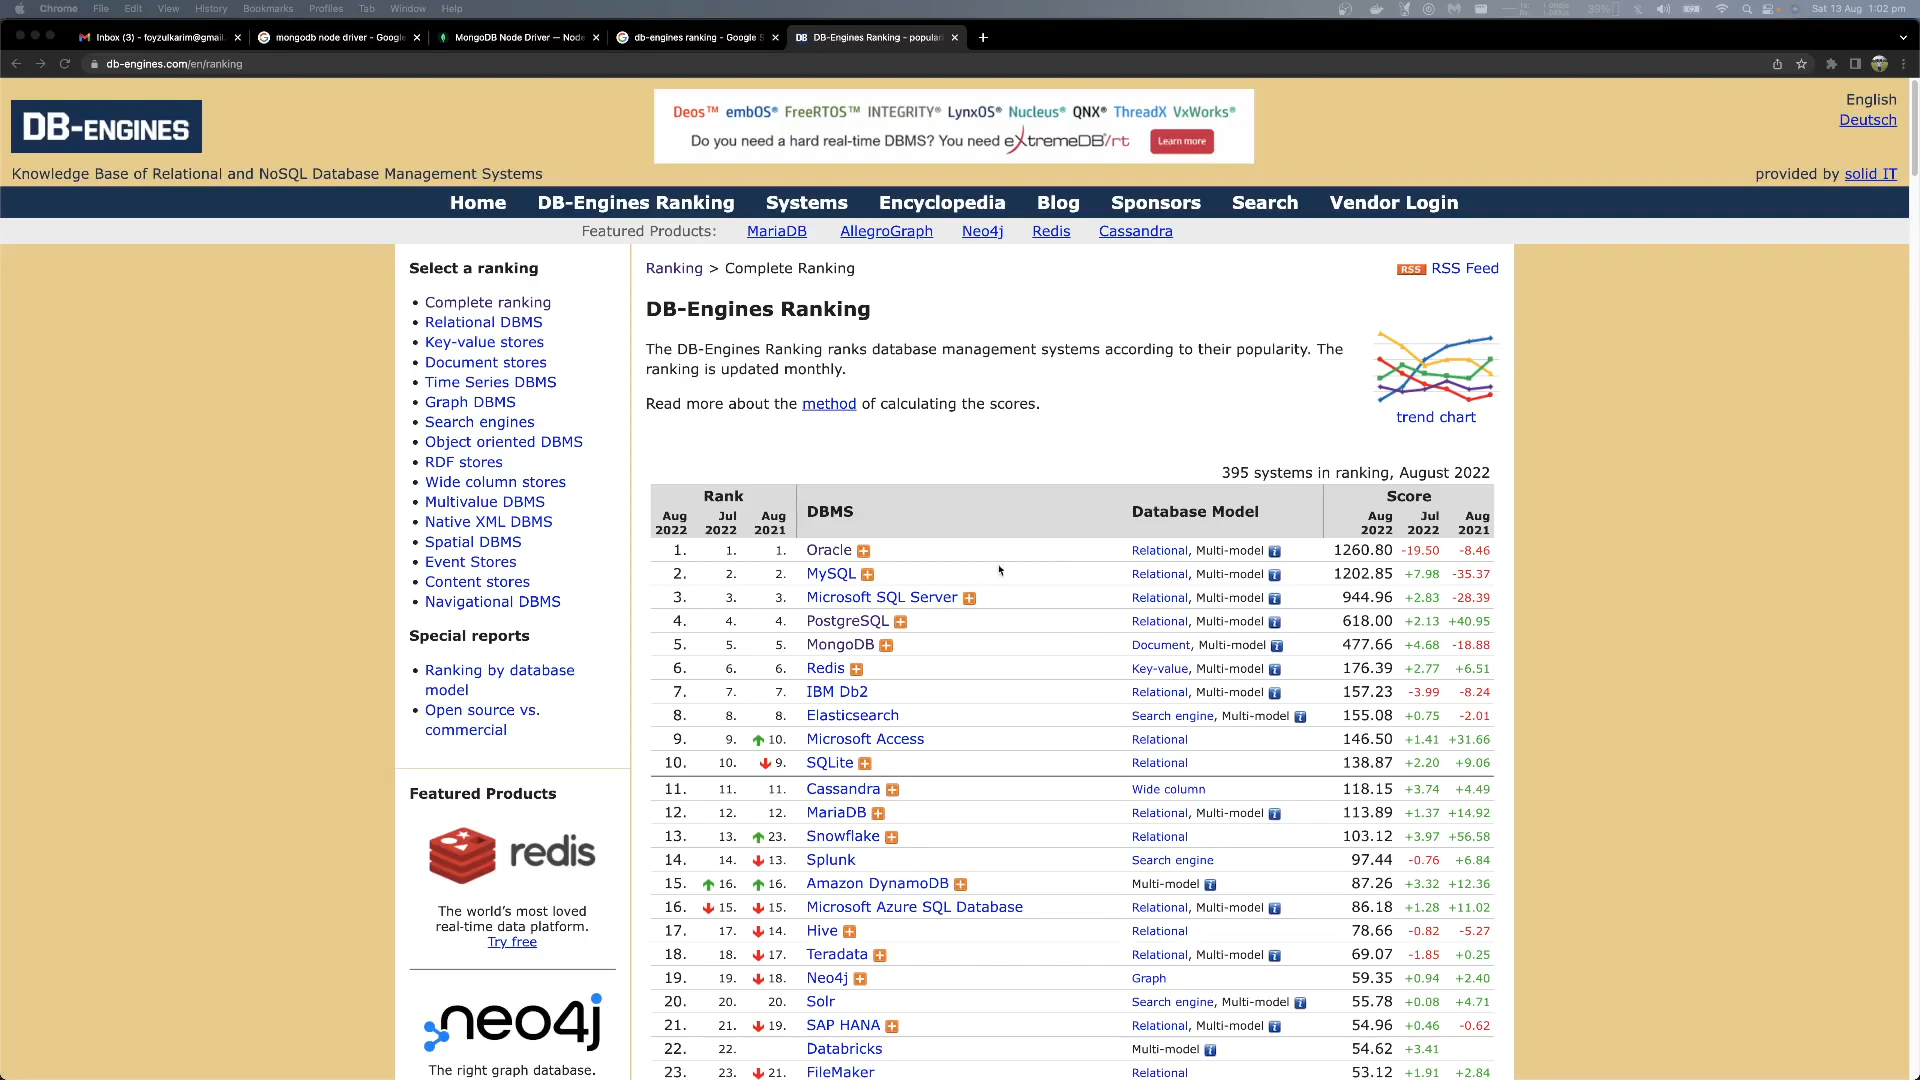 Chrome File Edit View History Bookmarks Profiles Tab Window Help 39% Sat 13 Aug 1:02 pm
Inbox (3) - foyzulkarim@gmail. mongodb node driver - Google MongoDB Node Driver — Node db-engines ranking - Google S DB-Engines Ranking - populari
db-engines.com/en/ranking
DB-ENGINES
Deos™ embOS® FreeRTOS™ INTEGRITY® LynxOS® Nucleus® QNX® ThreadX VxWorks®
Do you need a hard real-time DBMS? You need eXtremeDB/rt Learn more
English
Deutsch
Knowledge Base of Relational and NoSQL Database Management Systems
provided by solid IT
Home DB-Engines Ranking Systems Encyclopedia Blog Sponsors Search Vendor Login
Featured Products: MariaDB AllegroGraph Neo4j Redis Cassandra
Select a ranking
Complete ranking
Relational DBMS
Key-value stores
Document stores
Time Series DBMS
Graph DBMS
Search engines
Object oriented DBMS
RDF stores
Wide column stores
Multivalue DBMS
Native XML DBMS
Spatial DBMS
Event Stores
Content stores
Navigational DBMS
Special reports
Ranking by database
model
Open source vs.
commercial
Featured Products
redis
The world's most loved
real-time data platform.
Try free
neo4j
The right graph database.
Ranking > Complete Ranking
RSS RSS Feed
DB-Engines Ranking
The DB-Engines Ranking ranks database management systems according to their popularity. The
ranking is updated monthly.
Read more about the method of calculating the scores.
trend chart
395 systems in ranking, August 2022
Rank DBMS Database Model Score
Aug 2022 Jul 2022 Aug 2021 Aug 2022 Jul 2022 Aug 2021
1. 1. 1. Oracle Relational, Multi-model 1260.80 -19.50 -8.46
2. 2. 2. MySQL Relational, Multi-model 1202.85 +7.98 -35.37
3. 3. 3. Microsoft SQL Server Relational, Multi-model 944.96 +2.83 -28.39
4. 4. 4. PostgreSQL Relational, Multi-model 618.00 +2.13 +40.95
5. 5. 5. MongoDB Document, Multi-model 477.66 +4.68 -18.88
6. 6. 6. Redis Key-value, Multi-model 176.39 +2.77 +6.51
7. 7. 7. IBM Db2 Relational, Multi-model 157.23 -3.99 -8.24
8. 8. 8. Elasticsearch Search engine, Multi-model 155.08 +0.75 -2.01
9. 9. 10. Microsoft Access Relational 146.50 +1.41 +31.66
10. 10. 9. SQLite Relational 138.87 +2.20 +9.06
11. 11. 11. Cassandra Wide column 118.15 +3.74 +4.49
12. 12. 12. MariaDB Relational, Multi-model 113.89 +1.37 +14.92
13. 13. 23. Snowflake Relational 103.12 +3.97 +56.58
14. 14. 13. Splunk Search engine 97.44 -0.76 +6.84
15. 16. 16. Amazon DynamoDB Multi-model 87.26 +3.32 +12.36
16. 15. 15. Microsoft Azure SQL Database Relational, Multi-model 86.18 +1.28 +11.02
17. 17. 14. Hive Relational 78.66 -0.82 -5.27
18. 18. 17. Teradata Relational, Multi-model 69.07 -1.85 +0.25
19. 19. 18. Neo4j Graph 59.35 +0.94 +2.40
20. 20. 20. Solr Search engine, Multi-model 55.78 +0.08 +4.71
21. 21. 19. SAP HANA Relational, Multi-model 54.96 +0.46 -0.62
22. 22. Databricks Multi-model 54.62 +3.41
23. 23. 21. FileMaker Relational 53.12 +1.91 +2.84